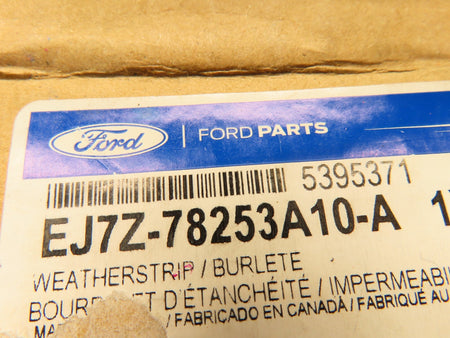 Ford | FORD PARTS
5395371
EJ7Z-78253A10-A
WEATHERSTRIP / BURLETE
D'ÉTANCHÉITÉ / IMPERMEABI
/ FABRICADO EN CANADÁ / FABRIQUÉ AU